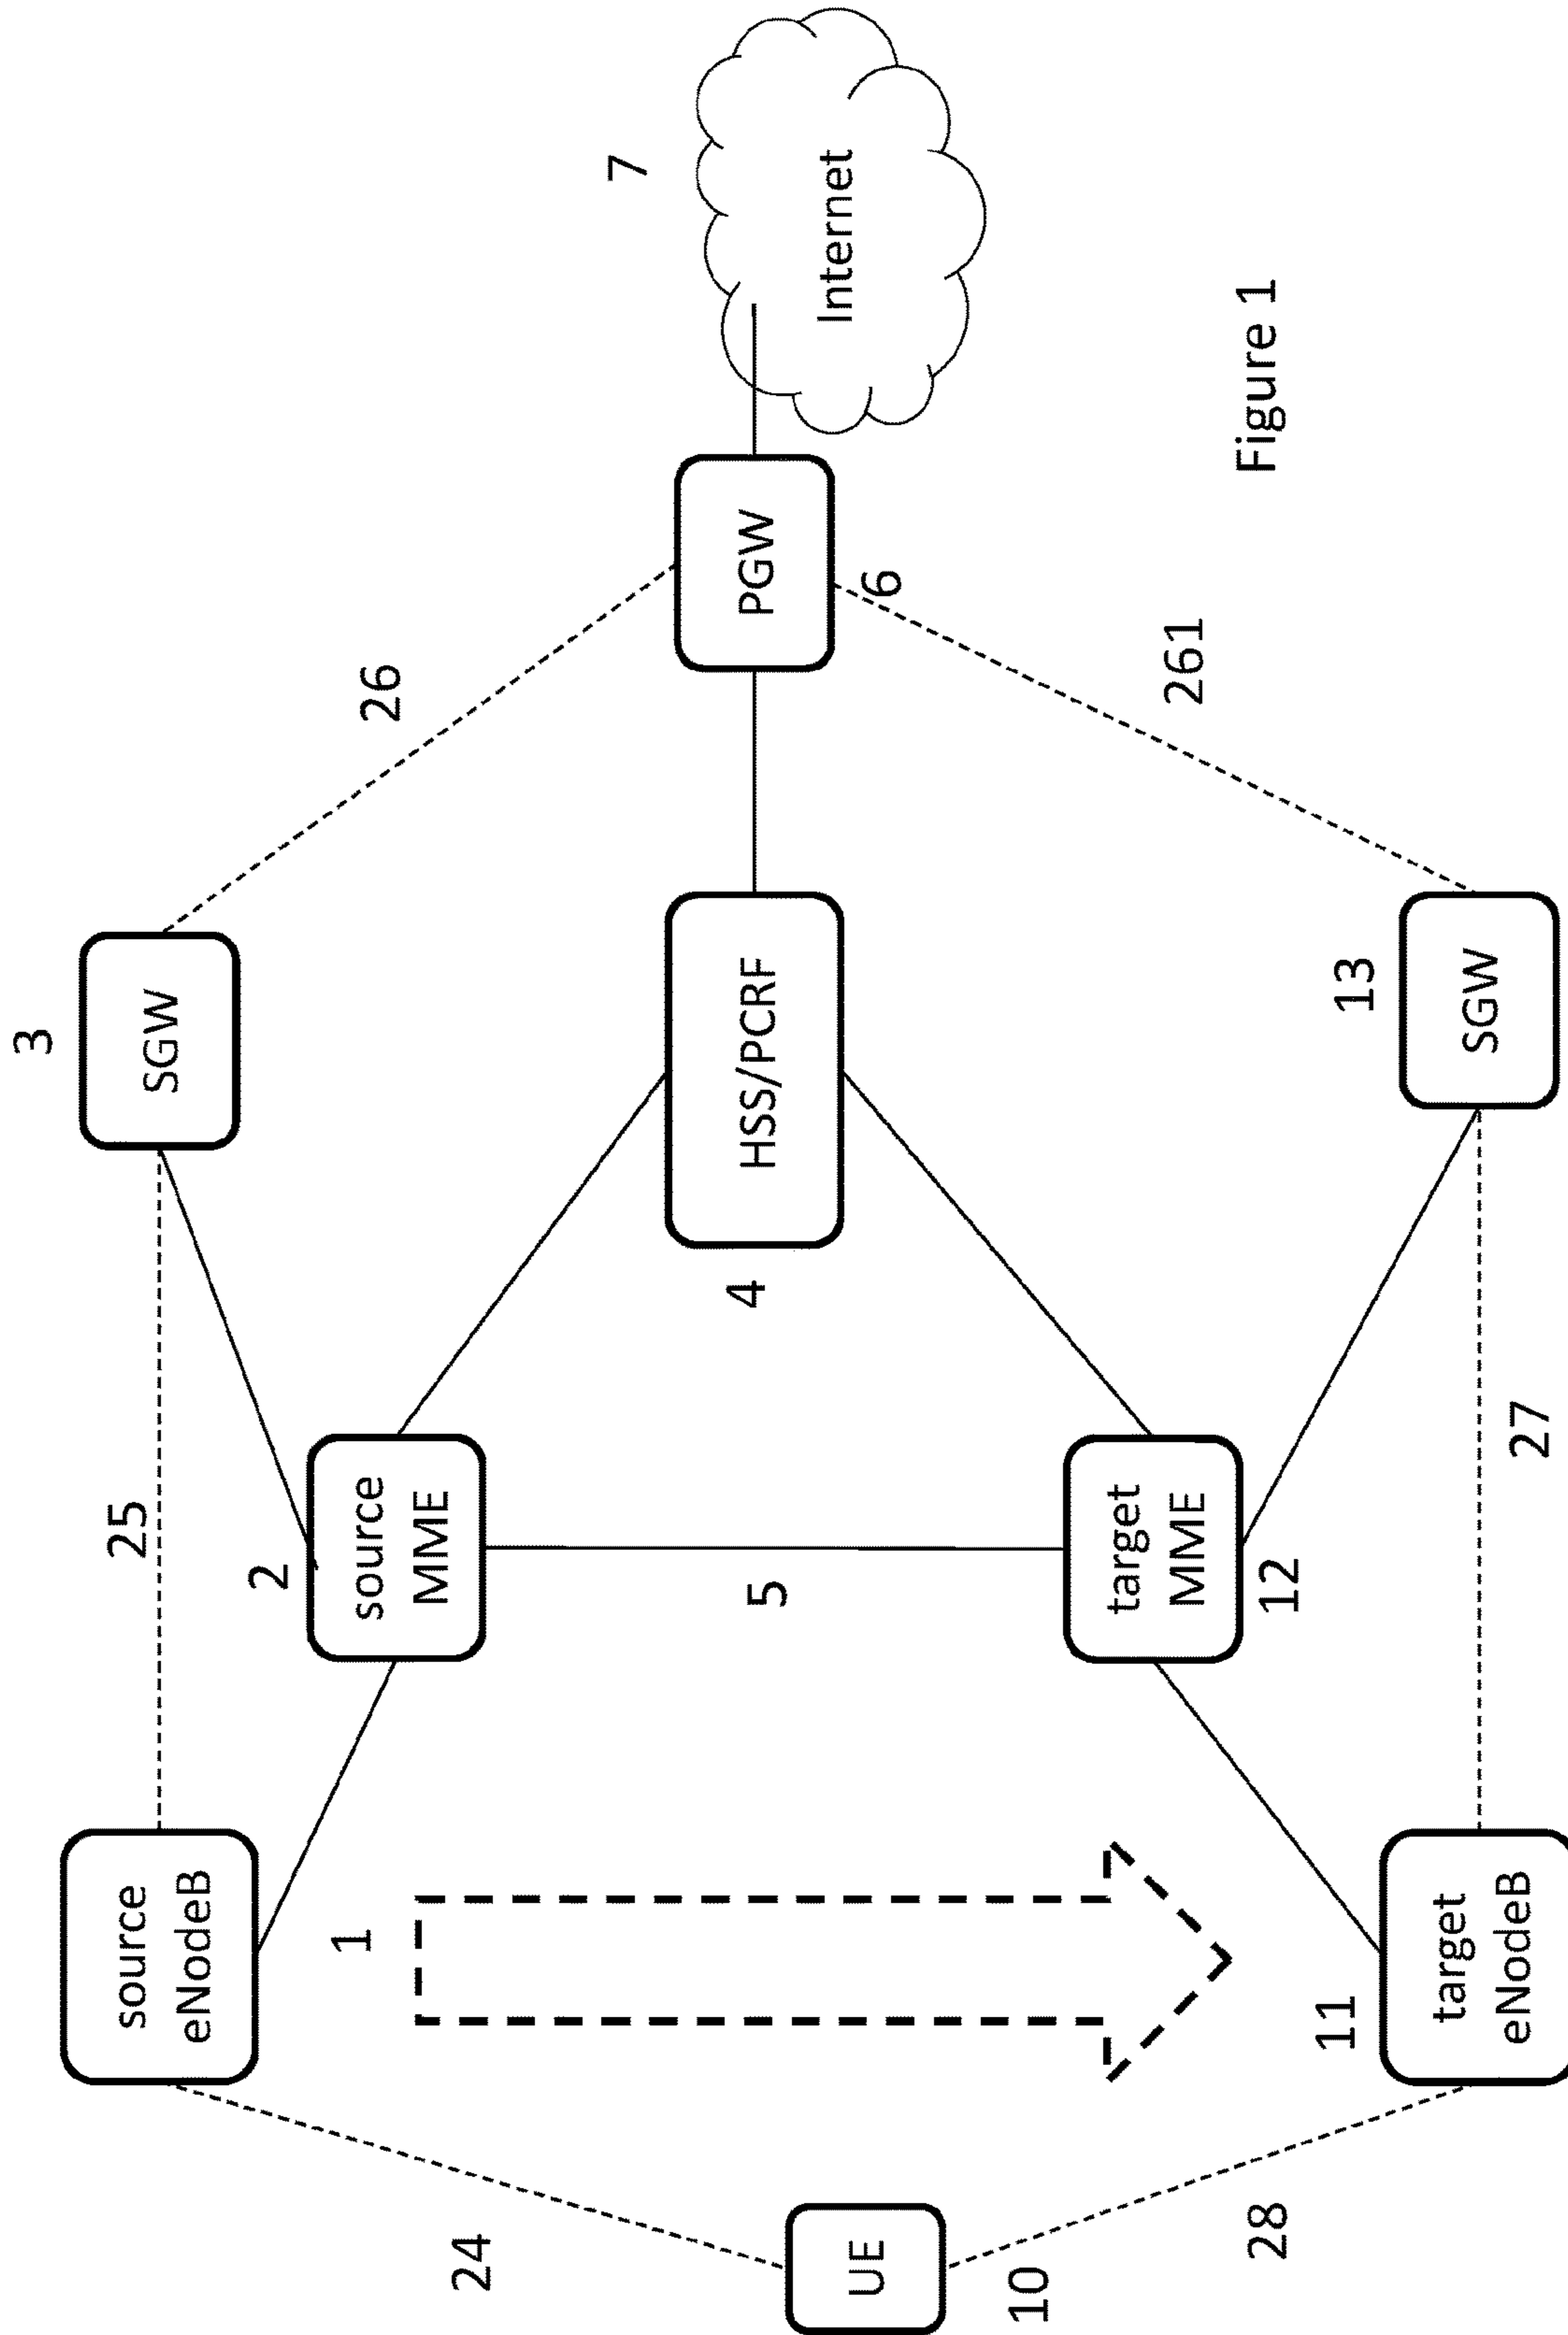 3
SGW
source
eNodeB
25
26
2
source
MME
7
1
24
Internet
PGW
HSS/PCRF
4
5
UE
6
10
target
MME
12
261
Figure 1
28
11
13
target
eNodeB
27
SGW